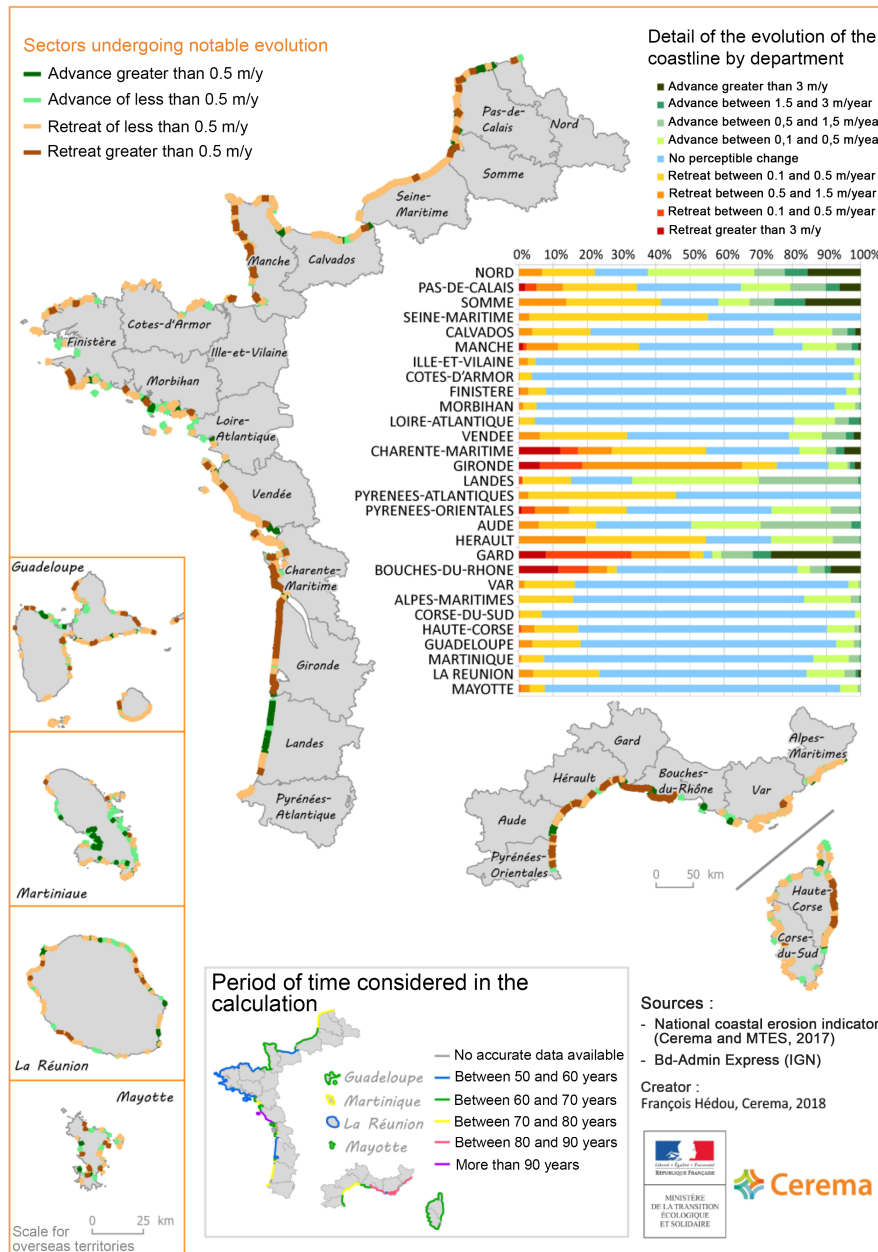 Sectors undergoing notable evolution
Advance greater than 0.5 m/y
Advance of less than 0.5 m/y
Retreat of less than 0.5 m/y
Retreat greater than 0.5 m/y
Detail of the evolution of the
coastline by department
Advance greater than 3 m/y
Advance between 1.5 and 3 m/year
Advance between 0,5 and 1,5 m/year
Advance between 0,1 and 0,5 m/year
No perceptible change
Retreat between 0.1 and 0.5 m/year
Retreat between 0.5 and 1.5 m/year
Retreat between 0.1 and 0.5 m/year
Retreat greater than 3 m/y
Pas-de-
Calais
Nord
Somme
Seine-
Maritime
Manche
Calvados
Cotes-d'Armor
Finistère
Ille-et-Vilaine
Morbihan
Loire-
Atlantique
Vendée
Charente-
Maritime
Gironde
Landes
Pyrénées-
Atlantique
0% 10% 20% 30% 40% 50% 60% 70% 80% 90% 100%
NORD
PAS-DE-CALAIS
SOMME
SEINE-MARITIME
CALVADOS
MANCHE
ILLE-ET-VILAINE
COTES-D'ARMOR
FINISTERE
MORBIHAN
LOIRE-ATLANTIQUE
VENDEE
CHARENTE-MARITIME
GIRONDE
LANDES
PYRENEES-ATLANTIQUES
PYRENEES-ORIENTALES
AUDE
HERAULT
GARD
BOUCHES-DU-RHONE
VAR
ALPES-MARITIMES
CORSE-DU-SUD
HAUTE-CORSE
GUADELOUPE
MARTINIQUE
LA REUNION
MAYOTTE
Guadeloupe
Martinique
La Réunion
Mayotte
Scale for
overseas territories
0 25 km
Gard
Alpes-
Maritimes
Hérault
Bouches-
du-Rhône
Var
Aude
Pyrénées-
Orientales
0 50 km
Haute-
Corse
Corse-
du-Sud
Period of time considered in the
calculation
Guadeloupe
Martinique
La Réunion
Mayotte
No accurate data available
Between 50 and 60 years
Between 60 and 70 years
Between 70 and 80 years
Between 80 and 90 years
More than 90 years
Sources :
- National coastal erosion indicator
(Cerema and MTES, 2017)
- Bd-Admin Express (IGN)
Creator :
François Hédou, Cerema, 2018
Liberté • Égalité • Fraternité
RÉPUBLIQUE FRANÇAISE
MINISTÈRE
DE LA TRANSITION
ÉCOLOGIQUE
ET SOLIDAIRE
Cerema